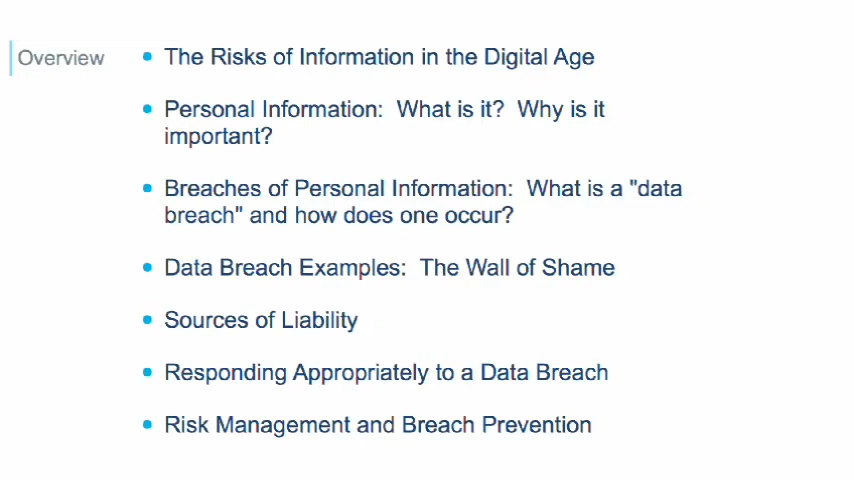 Overview
The Risks of Information in the Digital Age
Personal Information:  What is it?  Why is it
important?
Breaches of Personal Information:  What is a "data
breach" and how does one occur?
Data Breach Examples:  The Wall of Shame
Sources of Liability
Responding Appropriately to a Data Breach
Risk Management and Breach Prevention